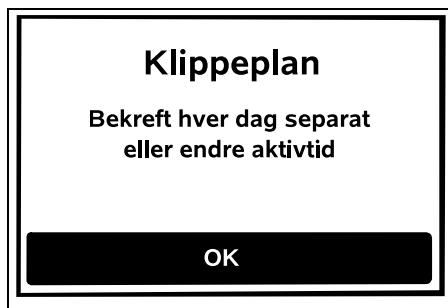 Klippeplan
Bekreft hver dag separat
eller endre aktivtid
OK